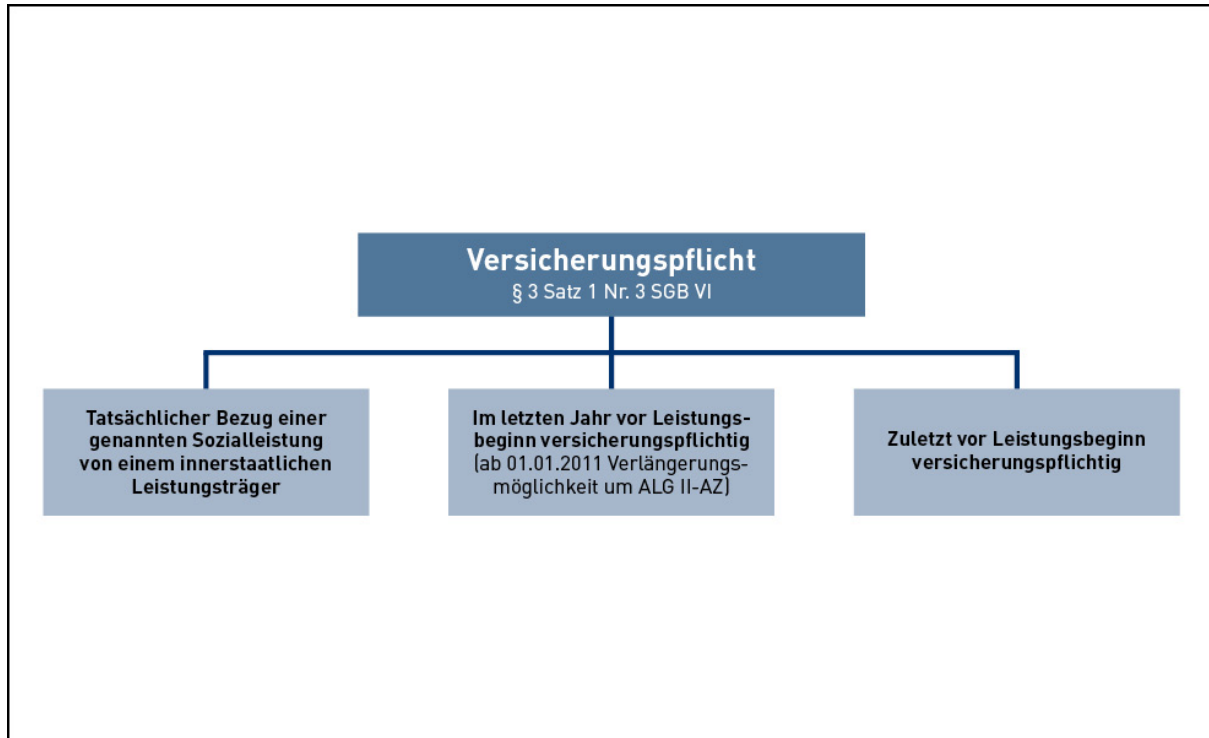 Versicherungspflicht
§ 3 Satz 1 Nr. 3 SGB VI
Tatsächlicher Bezug einer
genannten Sozialleistung
von einem innerstaatlichen
Leistungsträger
Im letzten Jahr vor Leistungs-
beginn versicherungspflichtig
(ab 01.01.2011 Verlängerungs-
möglichkeit um ALG II-AZ)
Zuletzt vor Leistungsbeginn
versicherungspflichtig